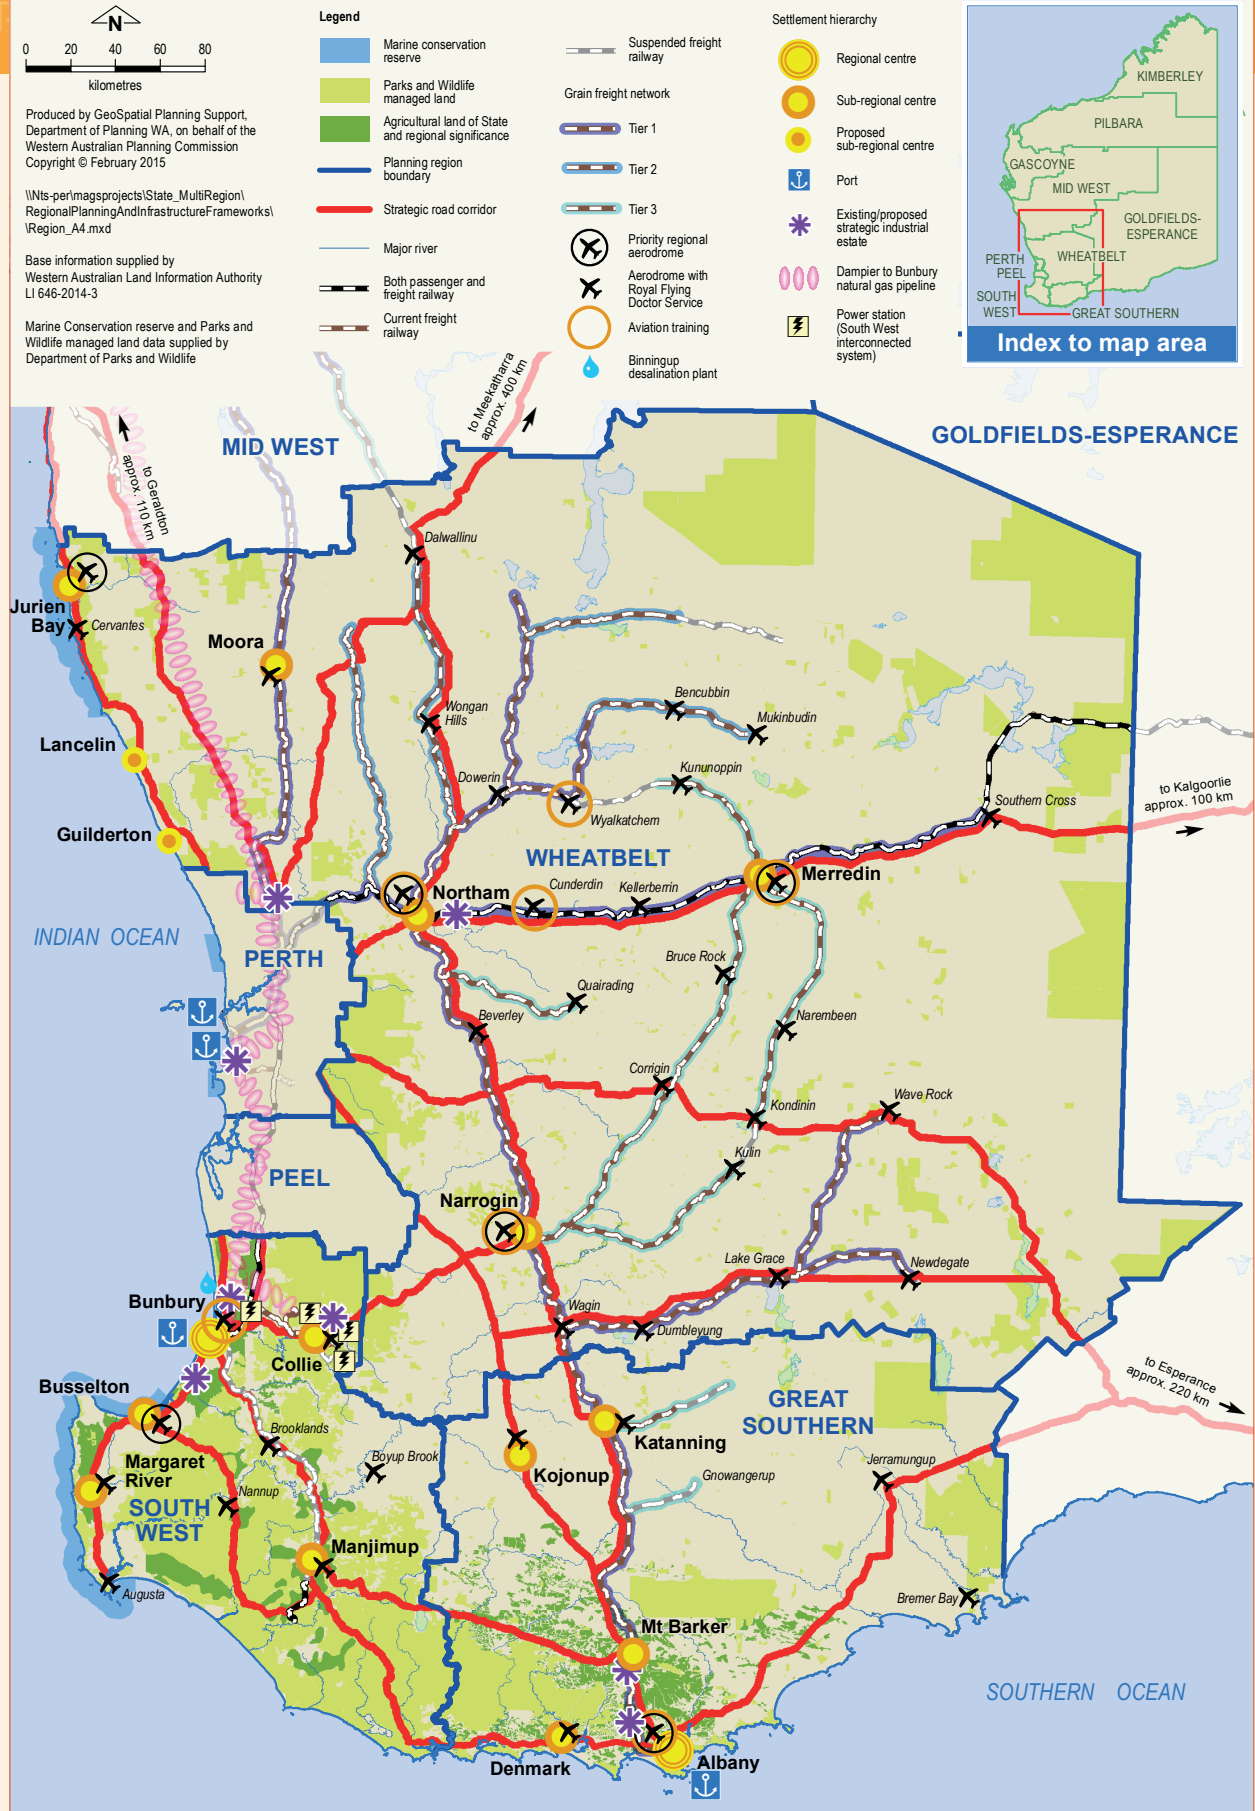 N
0 20 40 60 80
kilometres
Produced by GeoSpatial Planning Support,
Department of Planning WA, on behalf of the
Western Australian Planning Commission
Copyright © February 2015
\\Nts-per\magsprojects\State_MultiRegion\
RegionalPlanningAndInfrastructureFrameworks\
\Region_A4.mxd
Base information supplied by
Western Australian Land Information Authority
LI 646-2014-3
Marine Conservation reserve and Parks and
Wildlife managed land data supplied by
Department of Parks and Wildlife
Legend
Marine conservation
reserve
Parks and Wildlife
managed land
Agricultural land of State
and regional significance
Planning region
boundary
Strategic road corridor
Major river
Both passenger and
freight railway
Current freight
railway
Suspended freight
railway
Grain freight network
Tier 1
Tier 2
Tier 3
Priority regional
aerodrome
Aerodrome with
Royal Flying
Doctor Service
Aviation training
Binningup
desalination plant
Settlement hierarchy
Regional centre
Sub-regional centre
Proposed
sub-regional centre
Port
Existing/proposed
strategic industrial
estate
Dampier to Bunbury
natural gas pipeline
Power station
(South West
interconnected
system)
KIMBERLEY
PILBARA
GASCOYNE
MID WEST
GOLDFIELDS-
ESPERANCE
WHEATBELT
PERTH
PEEL
SOUTH
WEST
GREAT SOUTHERN
Index to map area
to Meekatharra
approx. 400 km
MID WEST
GOLDFIELDS-ESPERANCE
to Geraldton
approx. 110 km
Dalwallinu
Jurien
Bay
Cervantes
Moora
Bencubbin
Wongan
Hills
Mukinbudin
Lancelin
Kununoppin
Dowerin
to Kalgoorlie
approx. 100 km
Southern Cross
Wyalkatchem
Guilderton
WHEATBELT
Merredin
Northam
Cunderdin
Kellerberrin
INDIAN OCEAN
PERTH
Bruce Rock
Quairading
Beverley
Narembeen
Corrigin
Wave Rock
Kondinin
Kulin
PEEL
Narrogin
Lake Grace
Newdegate
Bunbury
Wagin
Dumbleyung
Collie
Busselton
to Esperance
approx. 220 km
GREAT
SOUTHERN
Brooklands
Katanning
Margaret
River
Boyup Brook
Kojonup
Gnowangerup
Jerramungup
Nannup
SOUTH
WEST
Manjimup
Augusta
Bremer Bay
Mt Barker
SOUTHERN OCEAN
Denmark
Albany